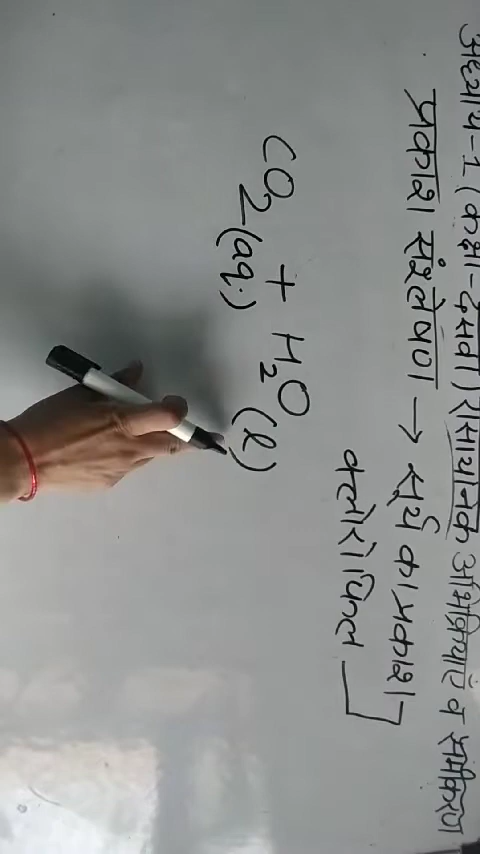 अध्याय-1 (कक्षा-दसवीं) रासायनिक अभिक्रियाएँ व समीकरण
प्रकाश संश्लेषण → सूर्य का प्रकाश
क्लोरोफिल
CO2(aq.) + H2O(l)